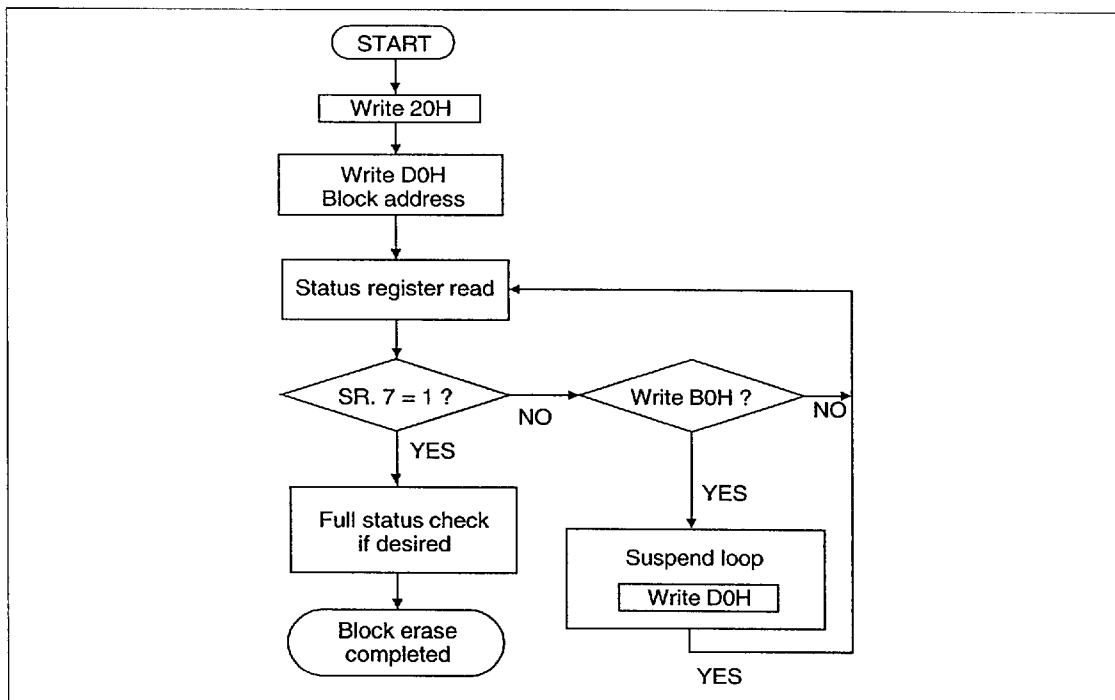 START
Write 20H
Write D0H
Block address
Status register read
SR. 7 = 1 ?
NO
Write B0H ?
NO
YES
YES
Full status check
if desired
Suspend loop
Write D0H
Block erase
completed
YES